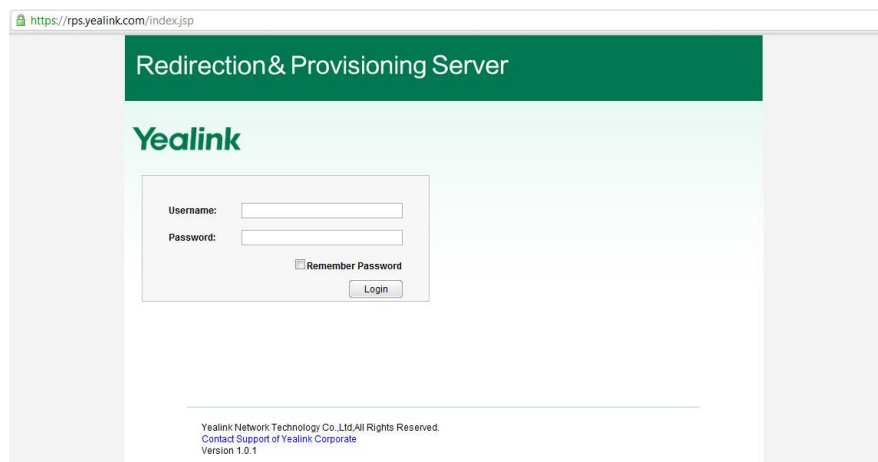 https://rps.yealink.com/index.jsp
Redirection & Provisioning Server
Yealink
Username:
Password:
Remember Password
Login
Yealink Network Technology Co.,Ltd,All Rights Reserved.
Contact Support of Yealink Corporate
Version 1.0.1